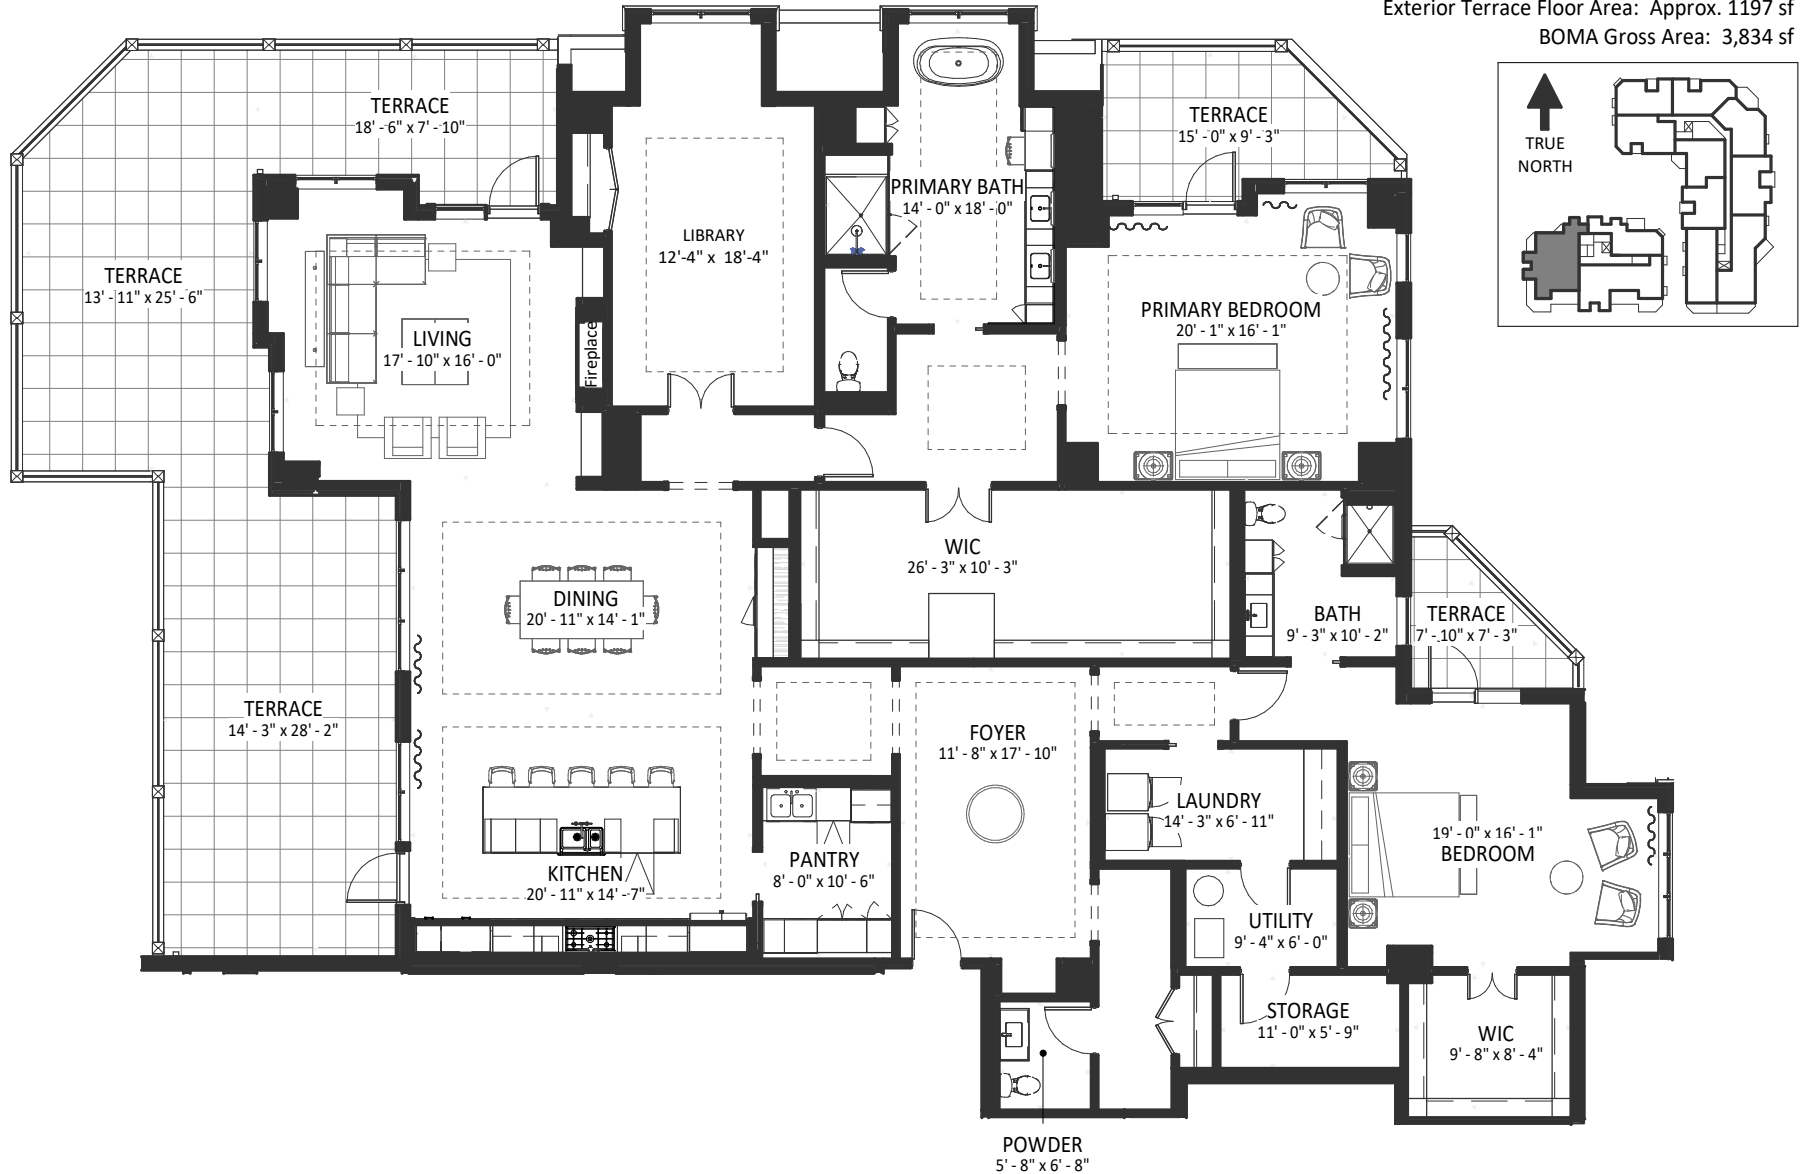 Exterior Terrace Floor Area: Approx. 1197 sf
BOMA Gross Area: 3,834 sf
TRUE
NORTH
TERRACE
18' - 6" x 7' - 10"
TERRACE
15' - 0" x 9' - 3"
PRIMARY BATH
14' - 0" x 18' - 0"
LIBRARY
12'-4" x 18'-4"
TERRACE
13' - 11" x 25' - 6"
LIVING
17' - 10" x 16' - 0"
Fireplace
PRIMARY BEDROOM
20' - 1" x 16' - 1"
WIC
26' - 3" x 10' - 3"
DINING
20' - 11" x 14' - 1"
BATH
9' - 3" x 10' - 2"
TERRACE
7' - 10" x 7' - 3"
TERRACE
14' - 3" x 28' - 2"
FOYER
11' - 8" x 17' - 10"
LAUNDRY
14' - 3" x 6' - 11"
19' - 0" x 16' - 1"
BEDROOM
KITCHEN
20' - 11" x 14' - 7"
PANTRY
8' - 0" x 10' - 6"
UTILITY
9' - 4" x 6' - 0"
STORAGE
11' - 0" x 5' - 9"
WIC
9' - 8" x 8' - 4"
POWDER
5' - 8" x 6' - 8"